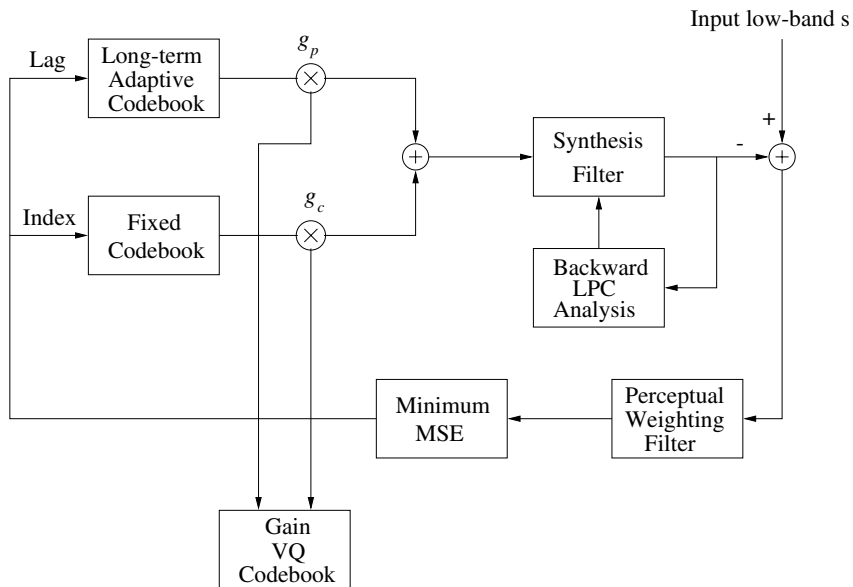 Input low-band s
Lag
Long-term
Adaptive
Codebook
g_p
+
-
Synthesis
Filter
Index
Fixed
Codebook
g_c
Backward
LPC
Analysis
Minimum
MSE
Perceptual
Weighting
Filter
Gain
VQ
Codebook